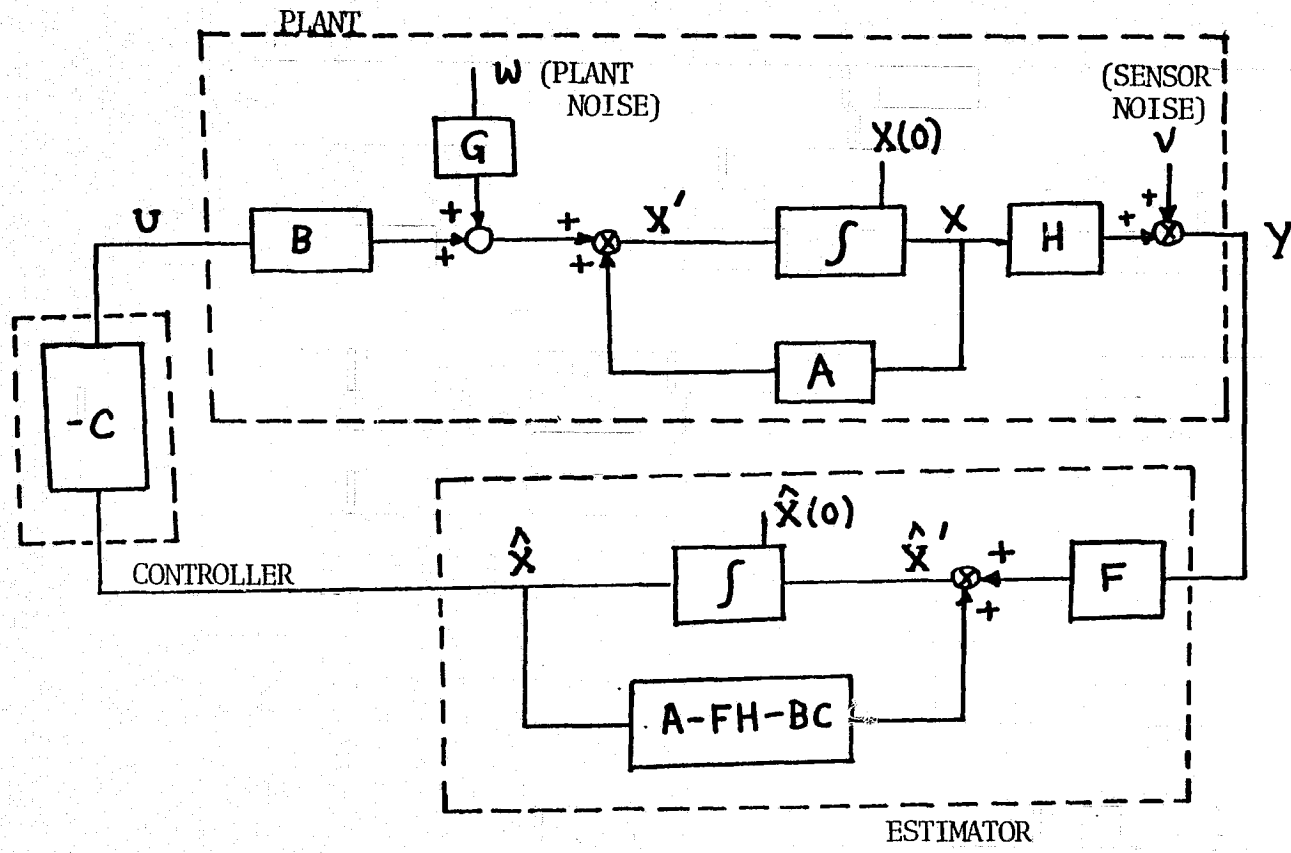 PLANT
w (PLANT NOISE)
(SENSOR NOISE)
G
X(0)
v
+
+
U
B
+
+
+
X'
∫
X
H
+
+
Y
A
-C
X̂(0)
X̂
X̂'
+
CONTROLLER
∫
F
+
A-FH-BC
ESTIMATOR